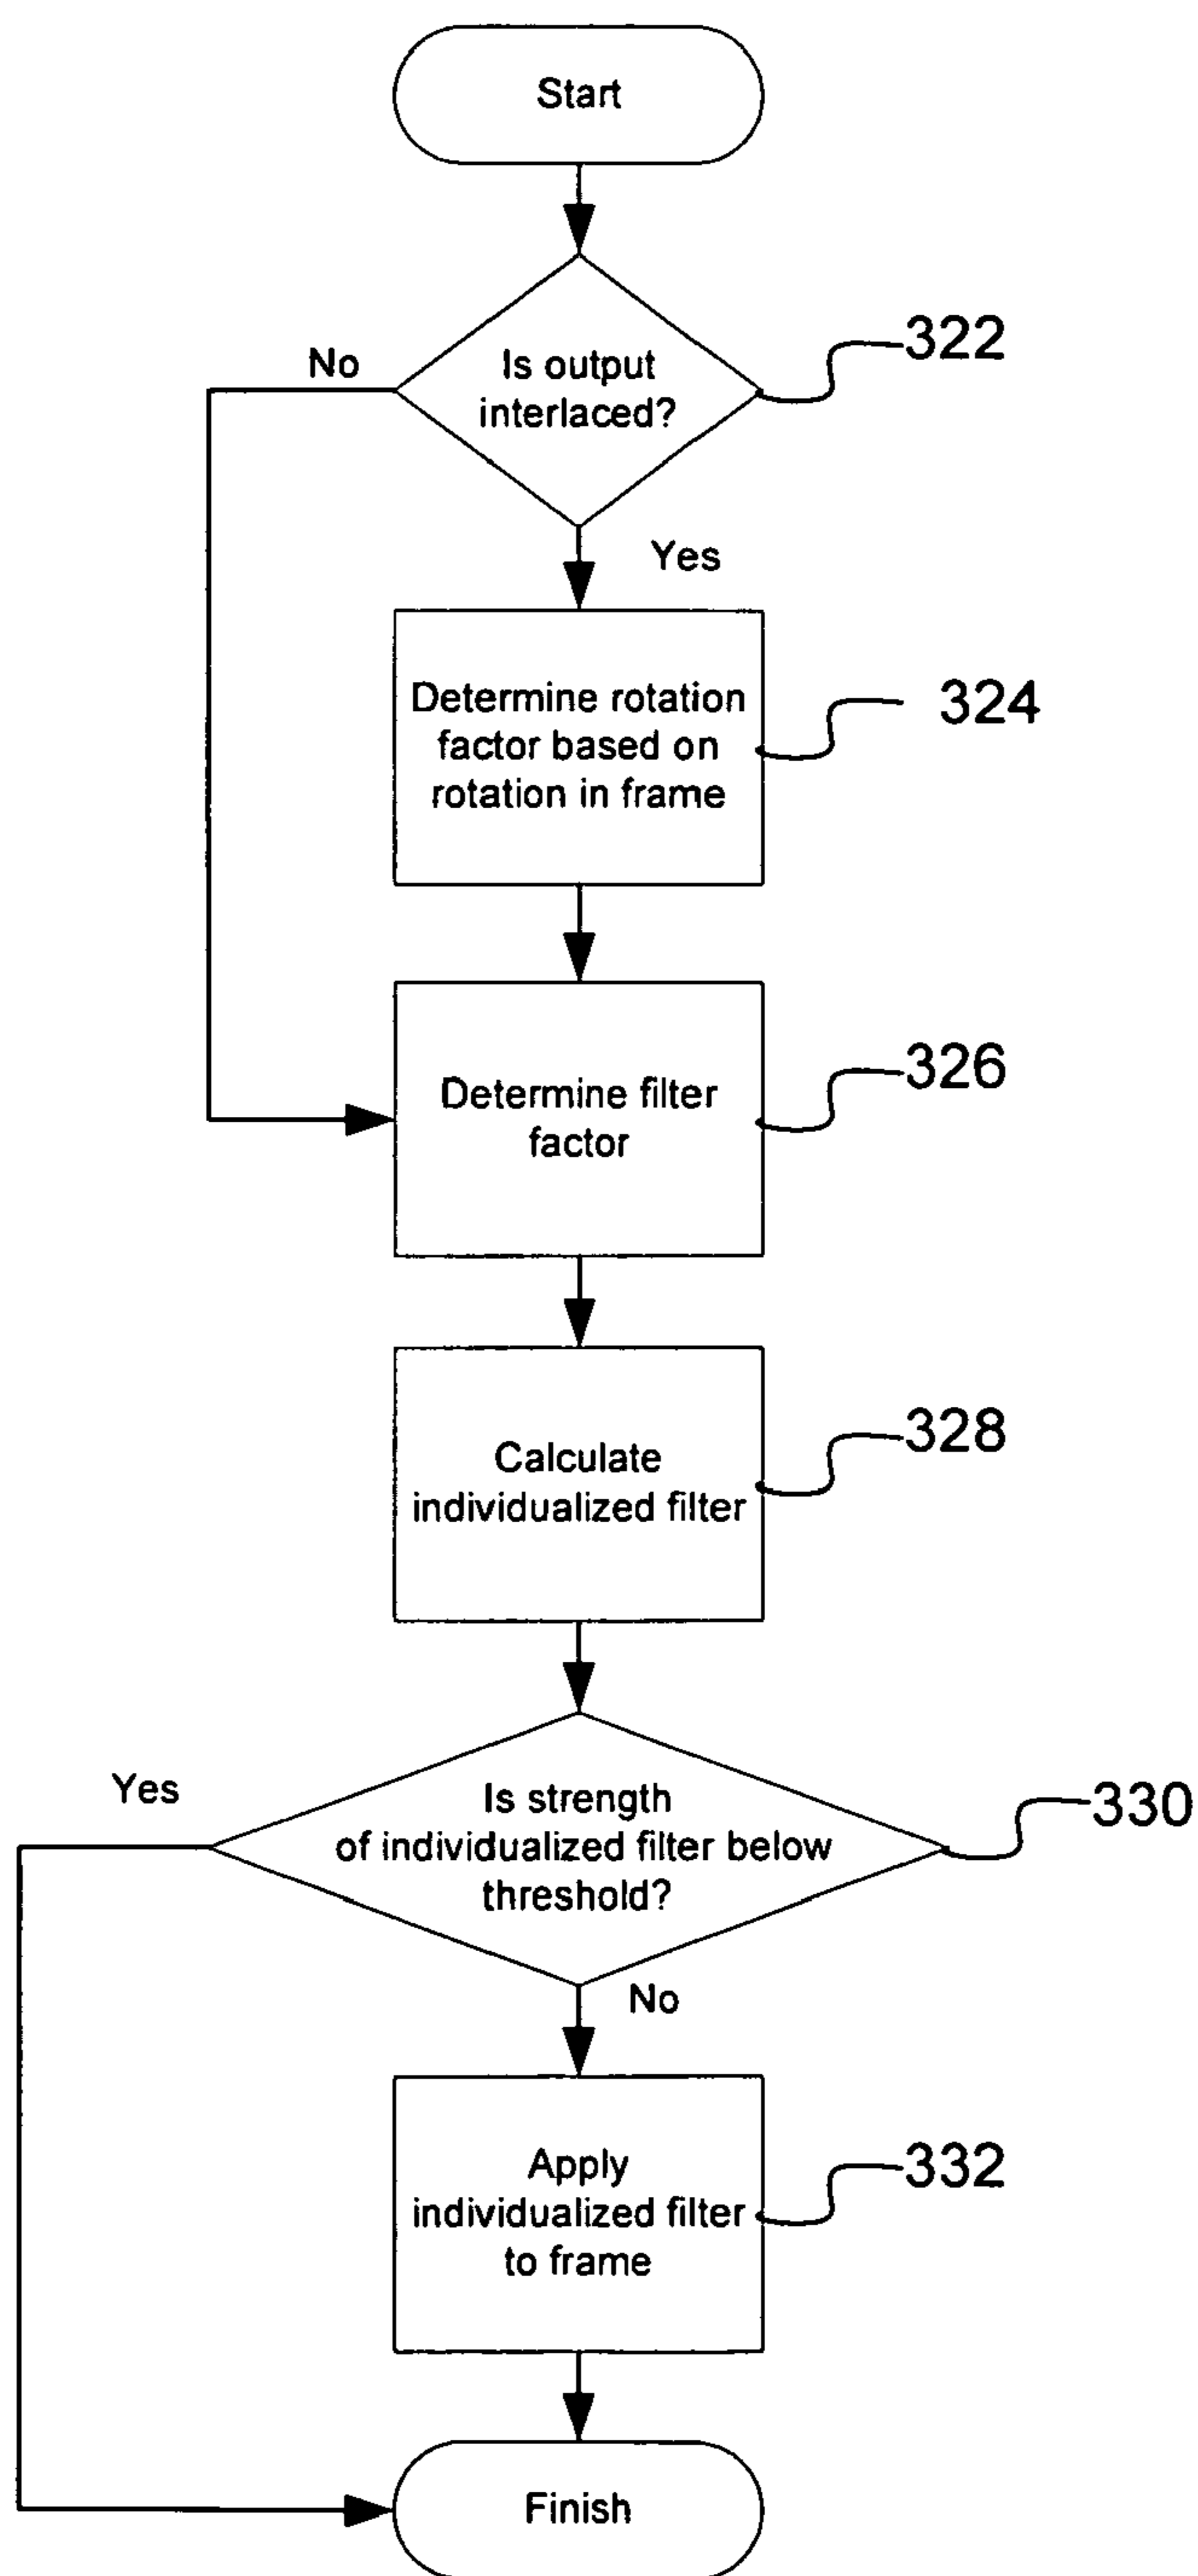 Start
No
Is output
interlaced?
322
Yes
Determine rotation
factor based on
rotation in frame
324
Determine filter
factor
326
Calculate
individualized filter
328
Yes
Is strength
of individualized filter below
threshold?
330
No
Apply
individualized filter
to frame
332
Finish